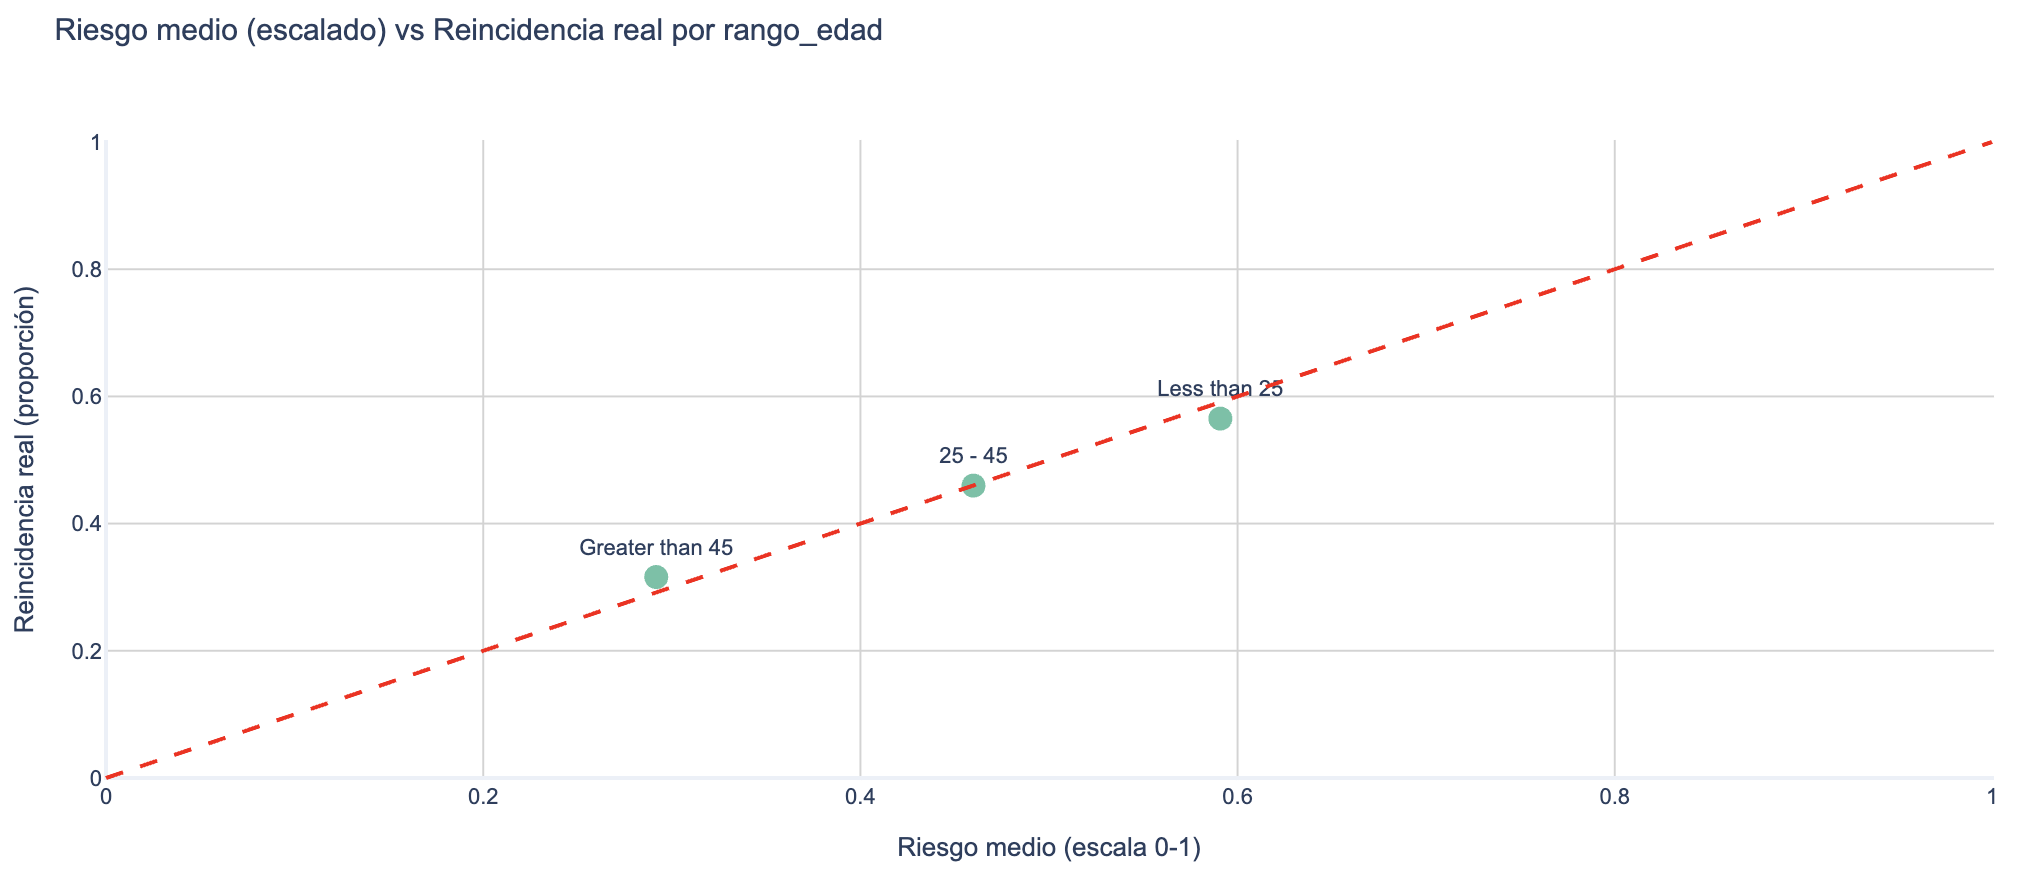 Riesgo medio (escalado) vs Reincidencia real por rango_edad
Reincidencia real (proporción)
1
0.8
0.6
0.4
0.2
0
Less than 25
25 - 45
Greater than 45
0
0.2
0.4
0.6
0.8
1
Riesgo medio (escala 0-1)